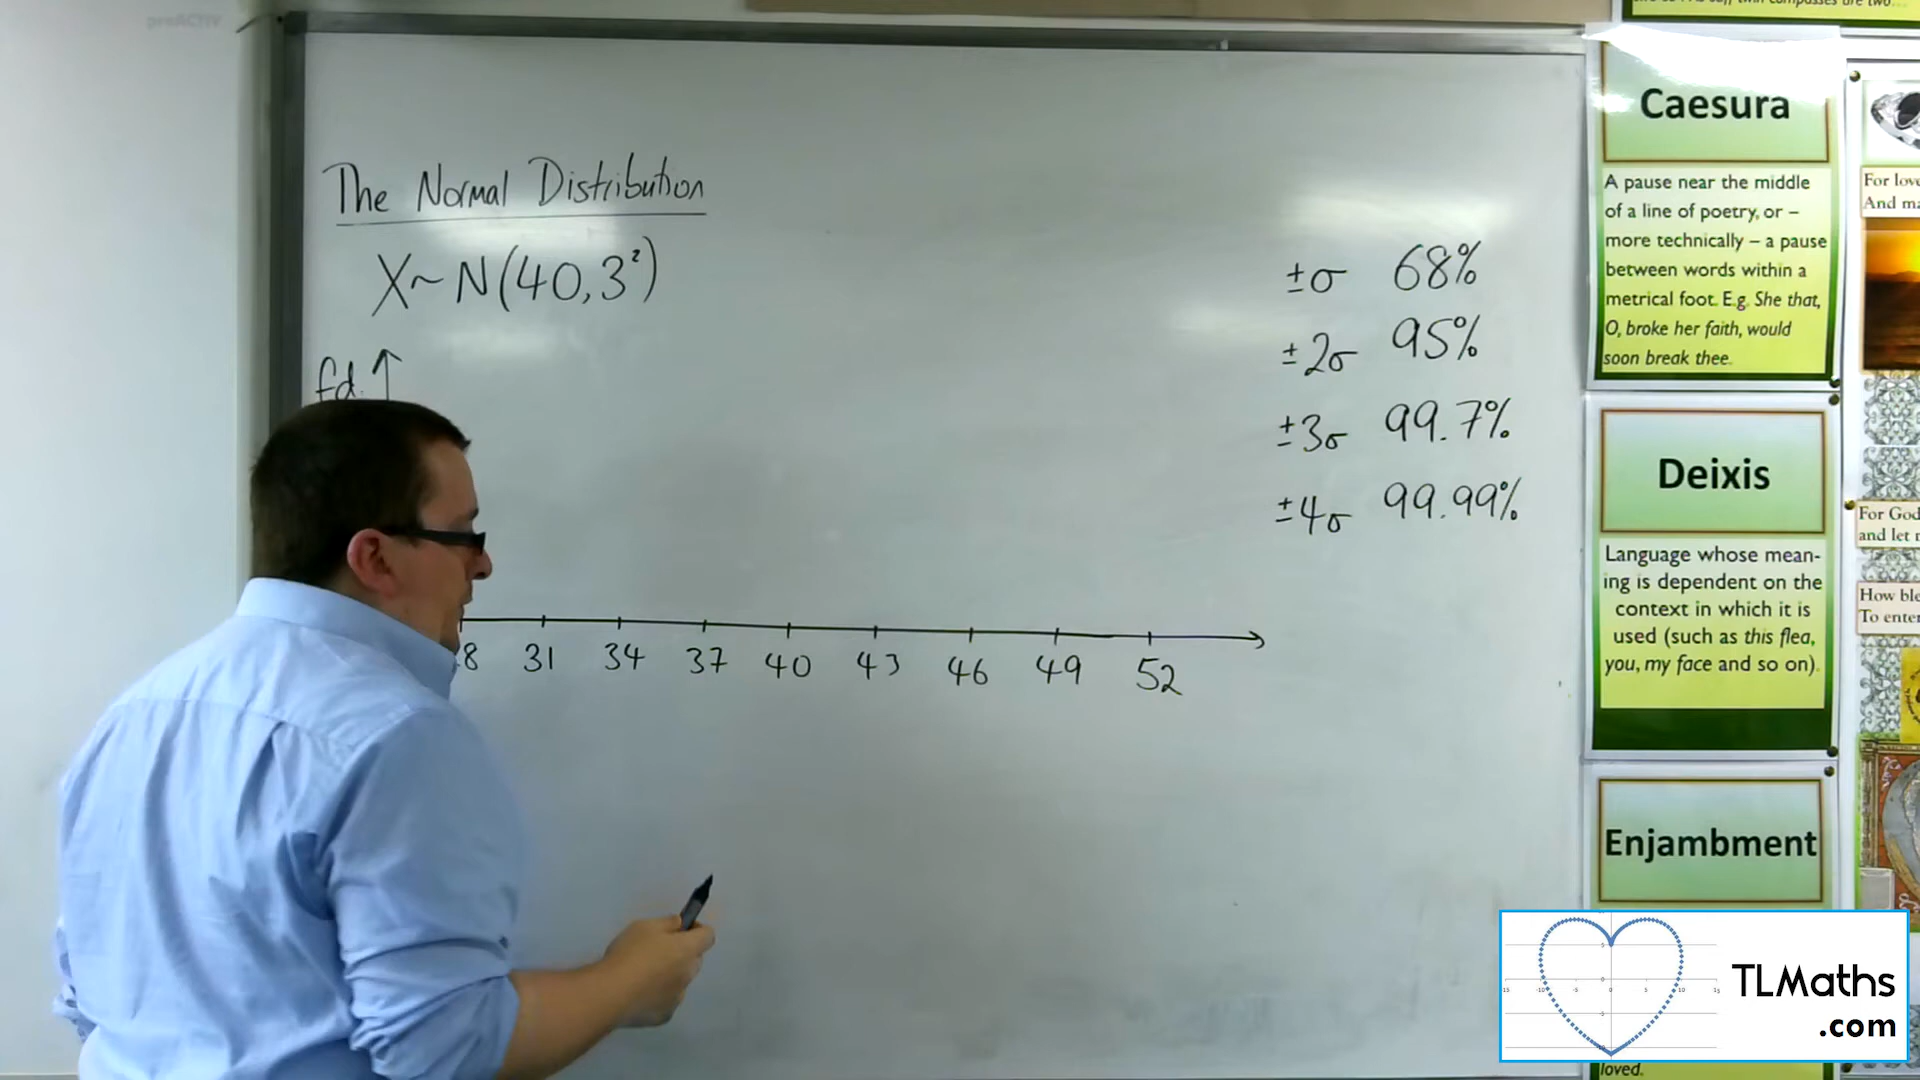 The Normal Distribution
X~N(40,3²)
fd.
±σ 68%
±2σ 95%
±3σ 99.7%
±4σ 99.99%
8 31 34 37 40 43 46 49 52
Caesura
A pause near the middle
of a line of poetry, or –
more technically – a pause
between words within a
metrical foot. E.g. She that,
O, broke her faith, would
soon break thee.
Deixis
Language whose mean-
ing is dependent on the
context in which it is
used (such as this flea,
you, my face and so on).
Enjambment
loved.
For love
And ma
For God
and let
How ble
To enter
TLMaths
.com